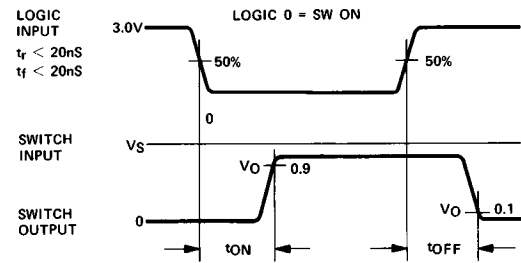 LOGIC 0 = SW ON
LOGIC
INPUT
tr < 20nS
tf < 20nS
3.0V
50%
50%
0
SWITCH
INPUT
VS
VO 0.9
SWITCH
OUTPUT
0
VO 0.1
tON
tOFF